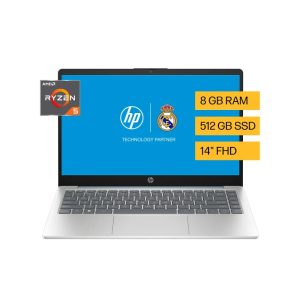 AMD
RYZEN
5
hp
TECHNOLOGY PARTNER
8 GB RAM
512 GB SSD
14" FHD
hp